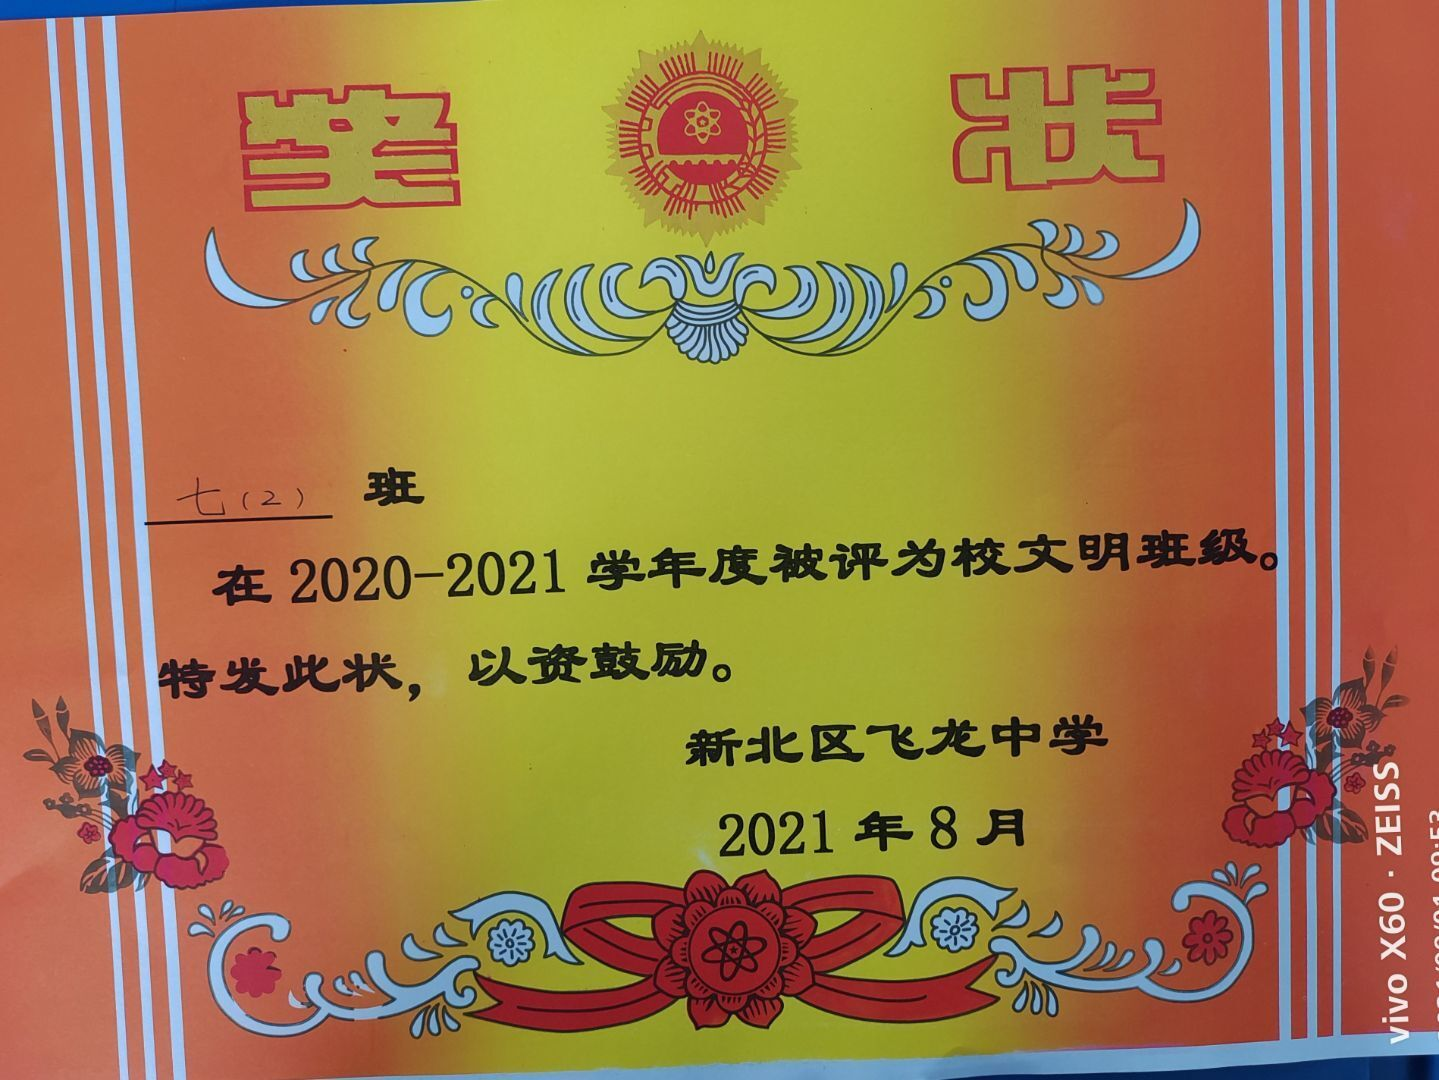 奖状
七（2） 班
在 2020-2021 学年度被评为校文明班级。
特发此状，以资鼓励。
新北区飞龙中学
2021 年 8 月
vivo X60 · ZEISS